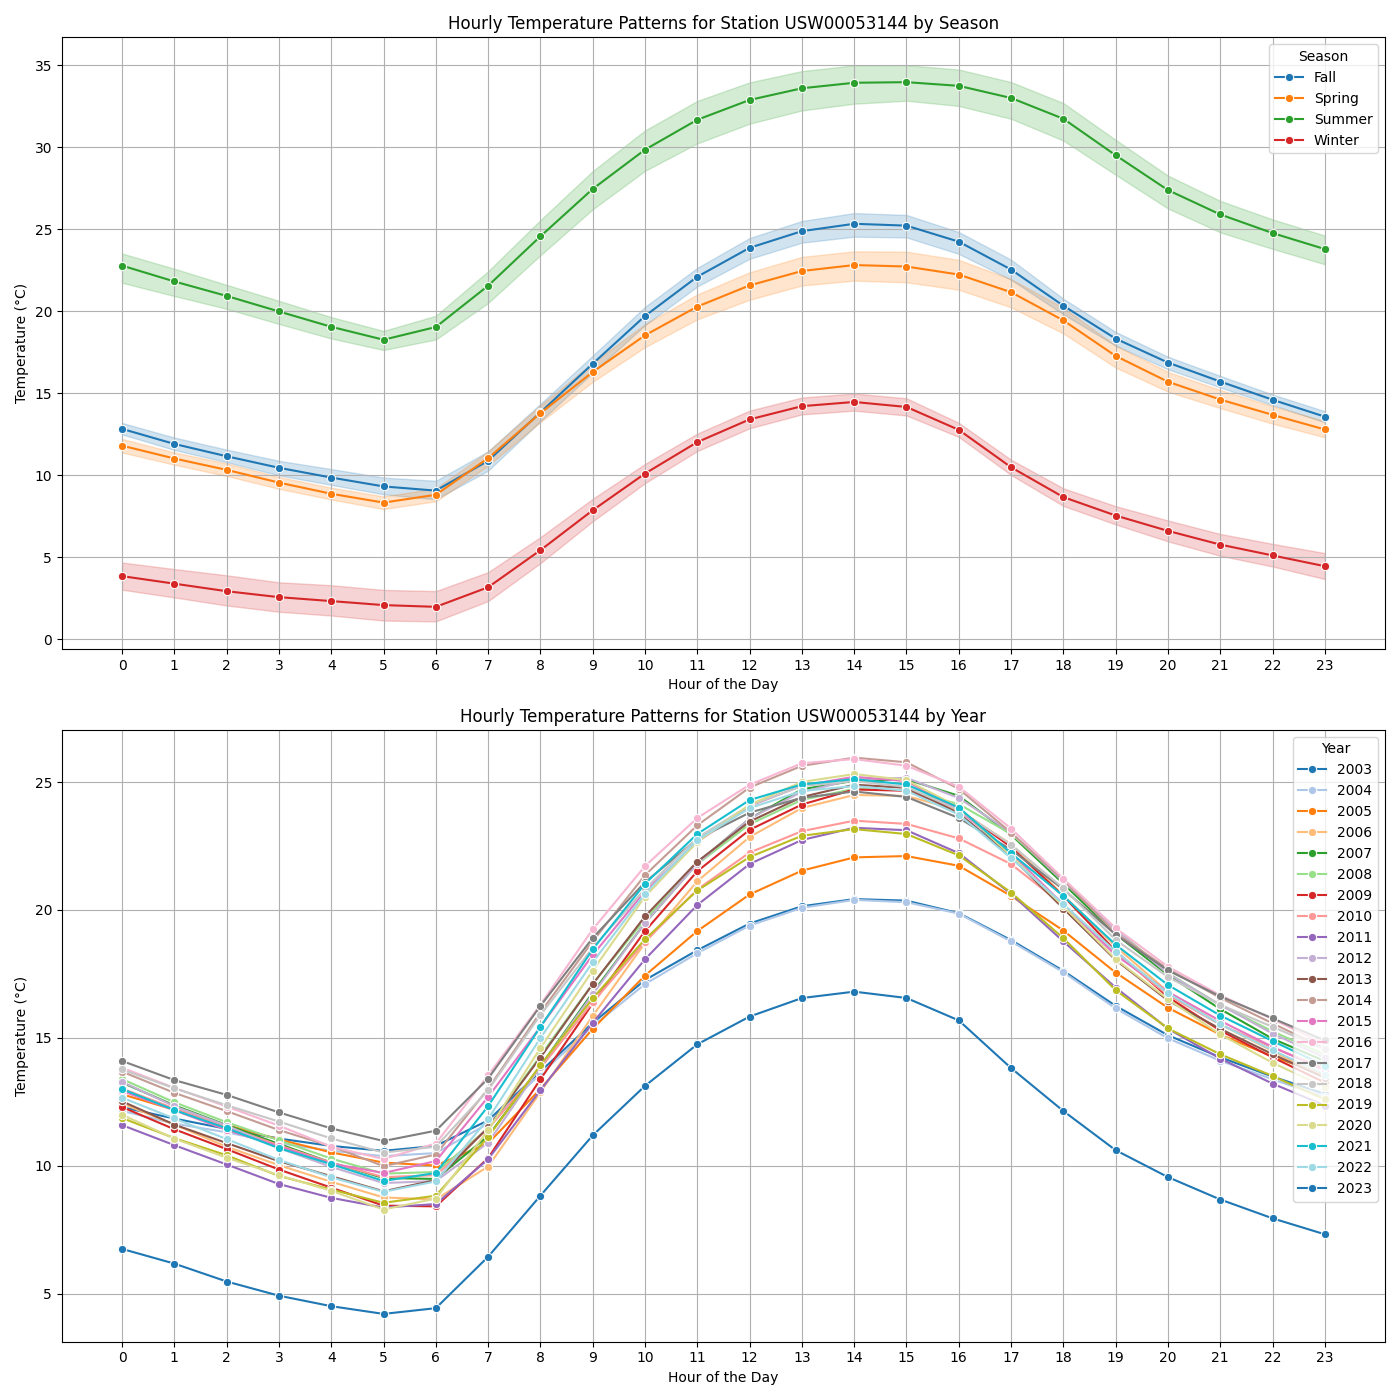 Hourly Temperature Patterns for Station USW00053144 by Season
Temperature (°C)
35
30
25
20
15
10
5
0
Season
Fall
Spring
Summer
Winter
0 1 2 3 4 5 6 7 8 9 10 11 12 13 14 15 16 17 18 19 20 21 22 23
Hour of the Day
Hourly Temperature Patterns for Station USW00053144 by Year
Temperature (°C)
25
20
15
10
5
Year
2003
2004
2005
2006
2007
2008
2009
2010
2011
2012
2013
2014
2015
2016
2017
2018
2019
2020
2021
2022
2023
0 1 2 3 4 5 6 7 8 9 10 11 12 13 14 15 16 17 18 19 20 21 22 23
Hour of the Day